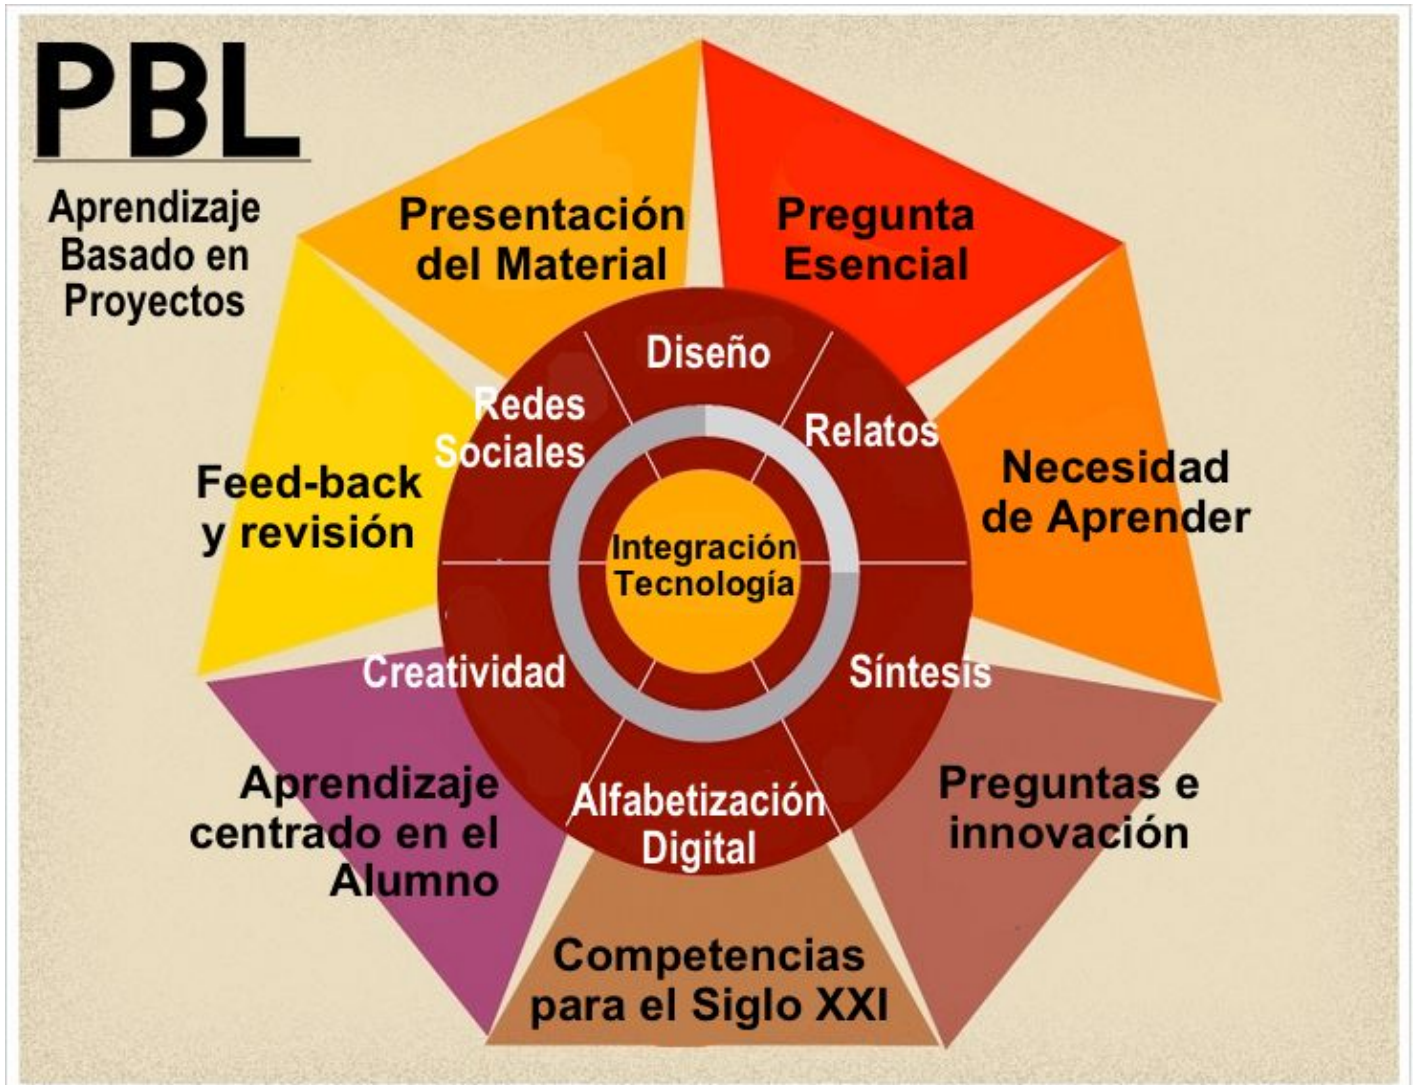 PBL
Aprendizaje
Basado en
Proyectos
Presentación
del Material
Pregunta
Esencial
Diseño
Redes
Sociales
Relatos
Feed-back
y revisión
Necesidad
de Aprender
Integración
Tecnología
Creatividad
Síntesis
Aprendizaje
centrado en el
Alumno
Alfabetización
Digital
Preguntas e
innovación
Competencias
para el Siglo XXI